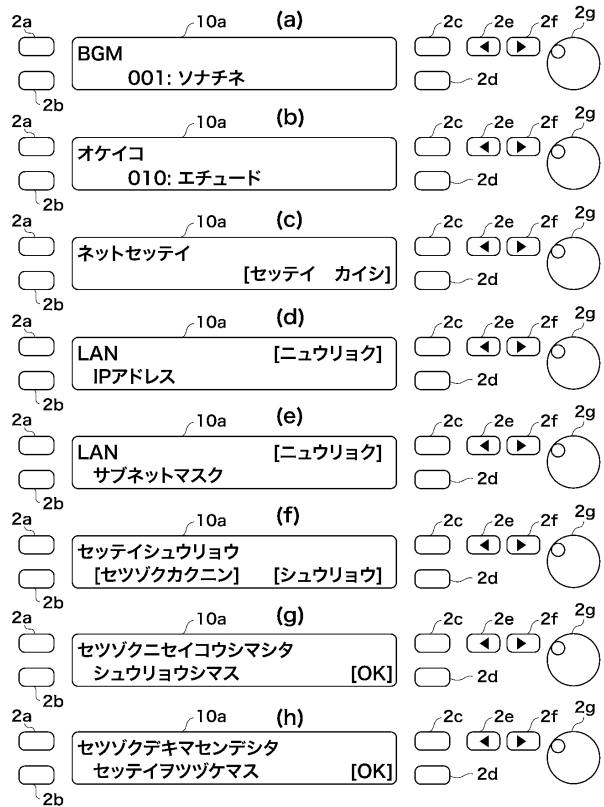 (a)
2a 10a 2c 2e 2f 2g
BGM
001: ソナチネ
2b 2d
(b)
2a 10a 2c 2e 2f 2g
オケイコ
010: エチュード
2b 2d
(c)
2a 10a 2c 2e 2f 2g
ネットセッテイ
[セッテイ　カイシ]
2b 2d
(d)
2a 10a 2c 2e 2f 2g
LAN [ニュウリョク]
IPアドレス
2b 2d
(e)
2a 10a 2c 2e 2f 2g
LAN [ニュウリョク]
サブネットマスク
2b 2d
(f)
2a 10a 2c 2e 2f 2g
セッテイシュウリョウ
[セツゾクカクニン] [シュウリョウ]
2b 2d
(g)
2a 10a 2c 2e 2f 2g
セツゾクニセイコウシマシタ
シュウリョウシマス [OK]
2b 2d
(h)
2a 10a 2c 2e 2f 2g
セツゾクデキマセンデシタ
セッテイヲツヅケマス [OK]
2b 2d